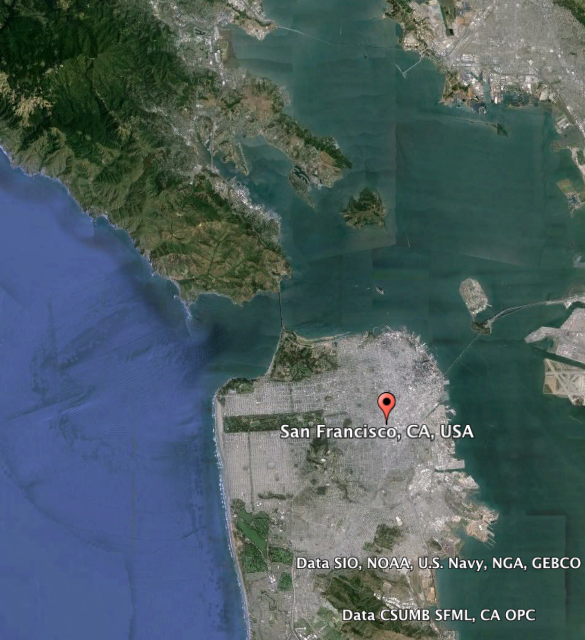 San Francisco, CA, USA
Data SIO, NOAA, U.S. Navy, NGA, GEBCO
Data CSUMB SFML, CA OPC